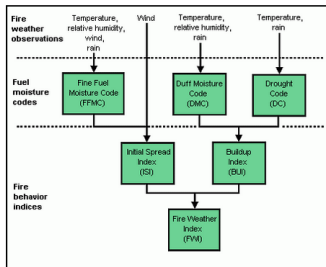 Fire
weather
observations
Temperature,
relative humidity,
wind,
rain
Wind
Temperature,
relative humidity,
rain
Temperature,
rain
Fuel
moisture
codes
Fine Fuel
Moisture Code
(FFMC)
Duff Moisture
Code
(DMC)
Drought
Code
(DC)
Fire
behavior
indices
Initial Spread
Index
(ISI)
Buildup
Index
(BUI)
Fire Weather
Index
(FWI)